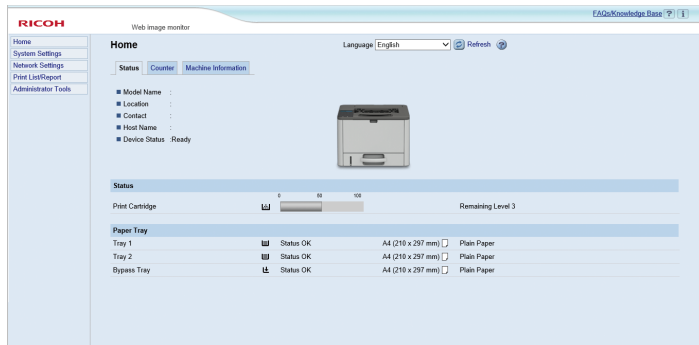 FAQs/Knowledge Base ? i
RICOH
Web image monitor
Home
System Settings
Network Settings
Print List/Report
Administrator Tools
Home
Language English Refresh ?
Status Counter Machine Information
Model Name :
Location :
Contact :
Host Name :
Device Status :Ready
Status
0 50 100
Print Cartridge Remaining Level 3
Paper Tray
Tray 1 Status OK A4 (210 x 297 mm) Plain Paper
Tray 2 Status OK A4 (210 x 297 mm) Plain Paper
Bypass Tray Status OK A4 (210 x 297 mm) Plain Paper